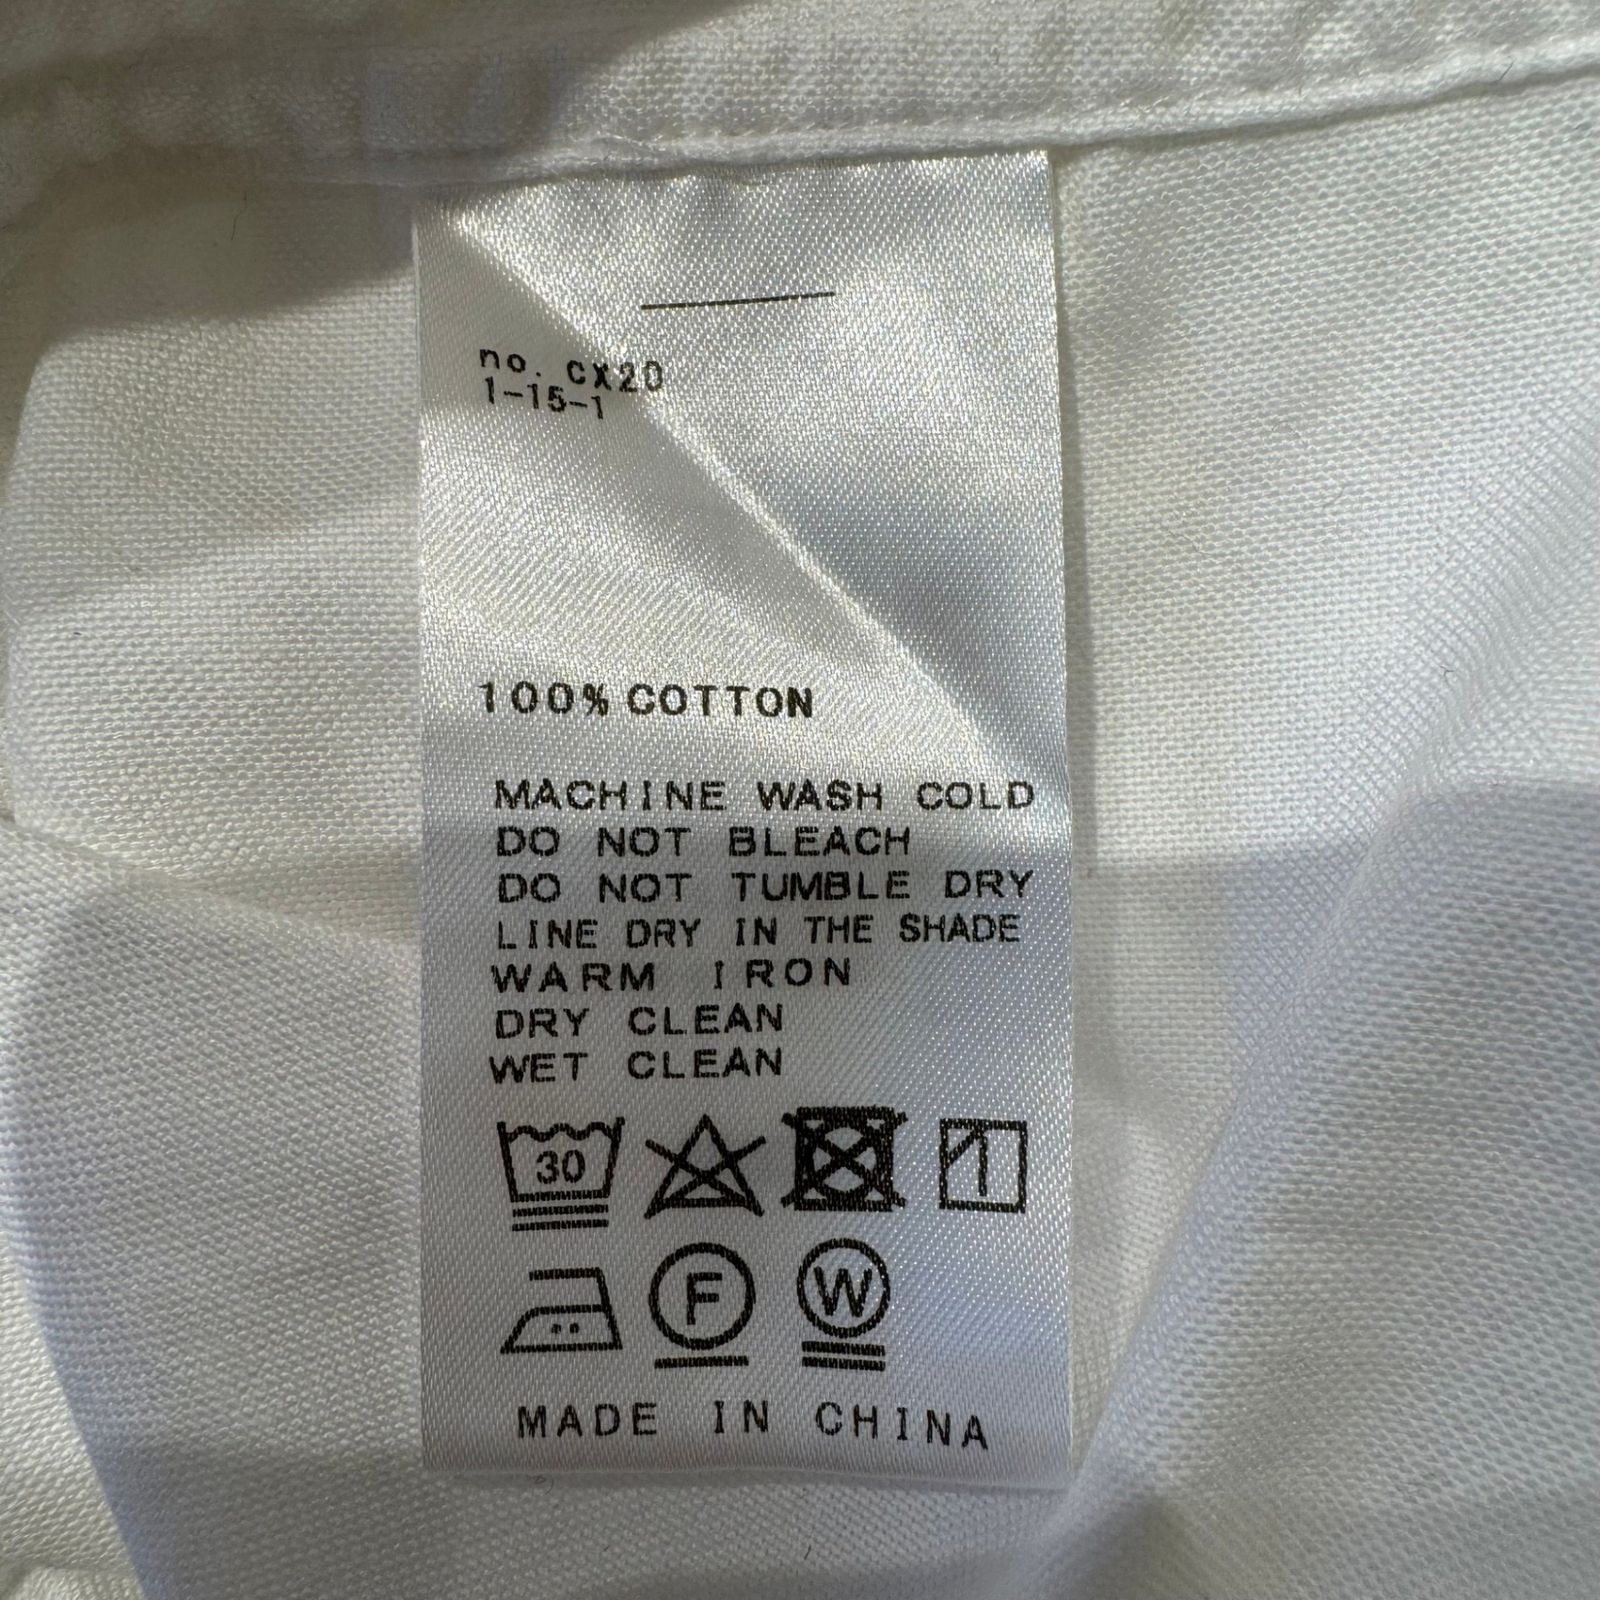 no. CX20
1-15-1
100% COTTON
MACHINE WASH COLD
DO NOT BLEACH
DO NOT TUMBLE DRY
LINE DRY IN THE SHADE
WARM IRON
DRY CLEAN
WET CLEAN
30
F W
MADE IN CHINA